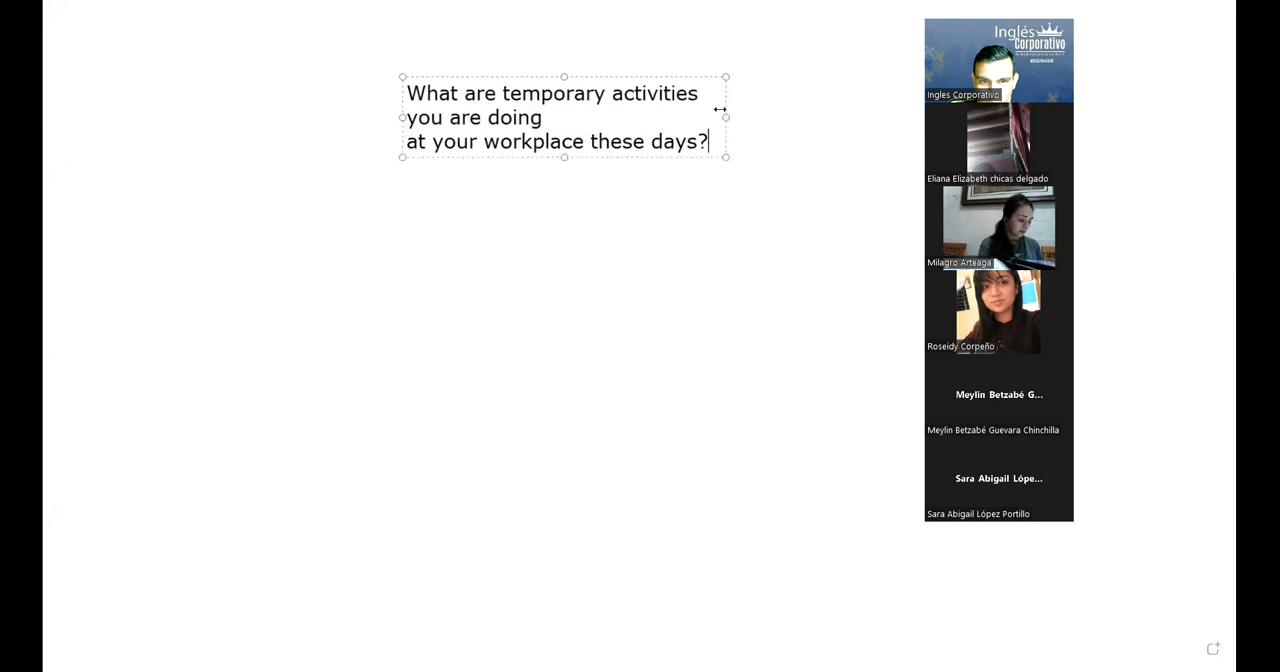 What are temporary activities
you are doing
at your workplace these days?
Inglés
Corporativo
BEGINNER
Ingles Corporativo
Eliana Elizabeth chicas delgado
Milagro Arteaga
Roseidy Corpeño
Meylin Betzabé G...
Meylin Betzabé Guevara Chinchilla
Sara Abigail Lópe...
Sara Abigail López Portillo